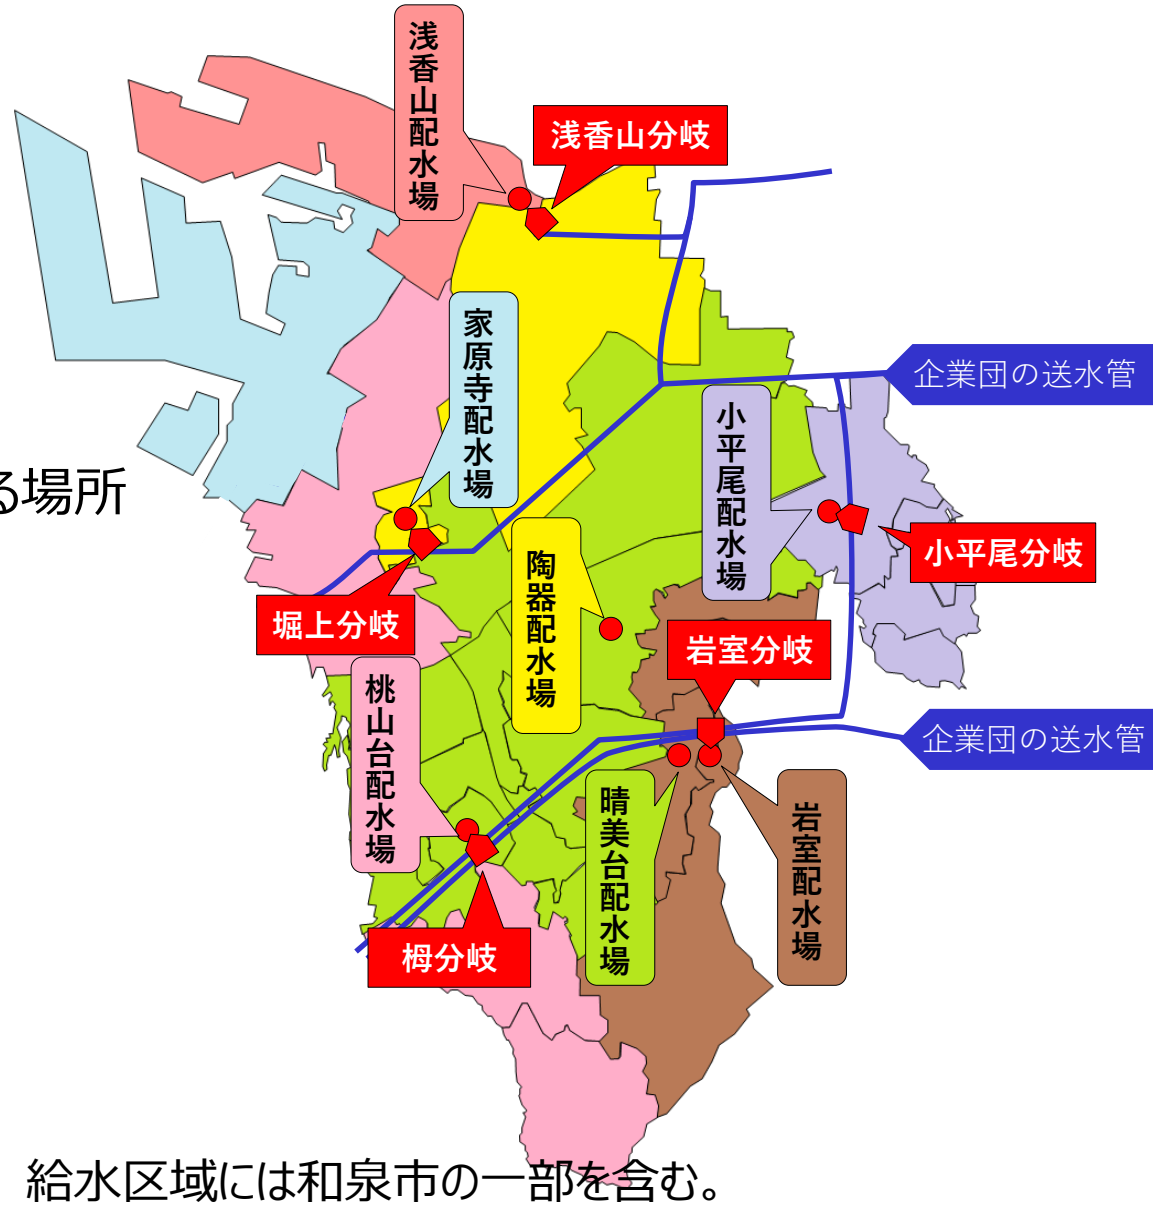 浅香山配水場
浅香山分岐
家原寺配水場
企業団の送水管
小平尾配水場
る場所
陶器配水場
小平尾分岐
堀上分岐
岩室分岐
桃山台配水場
企業団の送水管
晴美台配水場
岩室配水場
栂分岐
給水区域には和泉市の一部を含む。